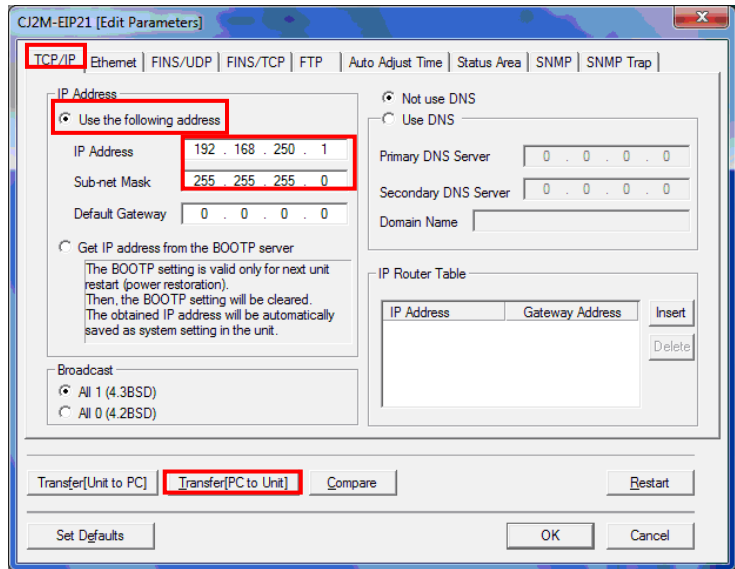 CJ2M-EIP21 [Edit Parameters]
TCP/IP Ethernet FINS/UDP FINS/TCP FTP Auto Adjust Time Status Area SNMP SNMP Trap
IP Address
Use the following address
IP Address 192 . 168 . 250 . 1
Sub-net Mask 255 . 255 . 255 . 0
Default Gateway 0 . 0 . 0 . 0
Get IP address from the BOOTP server
The BOOTP setting is valid only for next unit
restart (power restoration).
Then, the BOOTP setting will be cleared.
The obtained IP address will be automatically
saved as system setting in the unit.
Broadcast
All 1 (4.3BSD)
All 0 (4.2BSD)
Not use DNS
Use DNS
Primary DNS Server 0 . 0 . 0 . 0
Secondary DNS Server 0 . 0 . 0 . 0
Domain Name
IP Router Table
IP Address Gateway Address
Insert
Delete
Transfer[Unit to PC] Transfer[PC to Unit] Compare Restart
Set Defaults OK Cancel